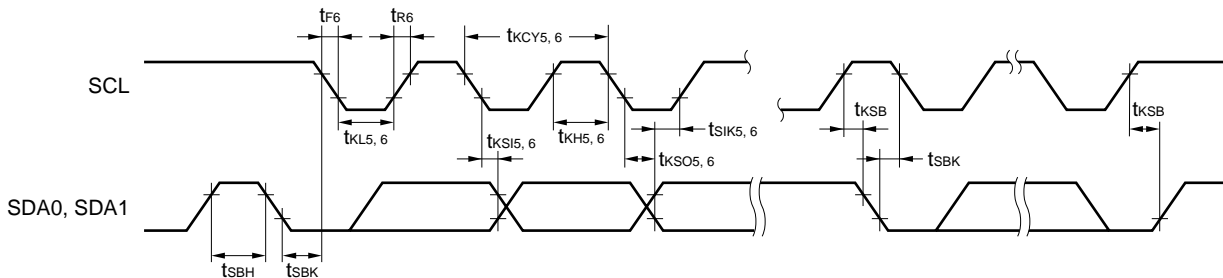 tF6 tR6 tKCY5, 6
SCL
tKL5, 6 tKSI5, 6 tKH5, 6 tKSO5, 6 tSIK5, 6 tKSB tSBK tKSB
SDA0, SDA1
tSBH tSBK